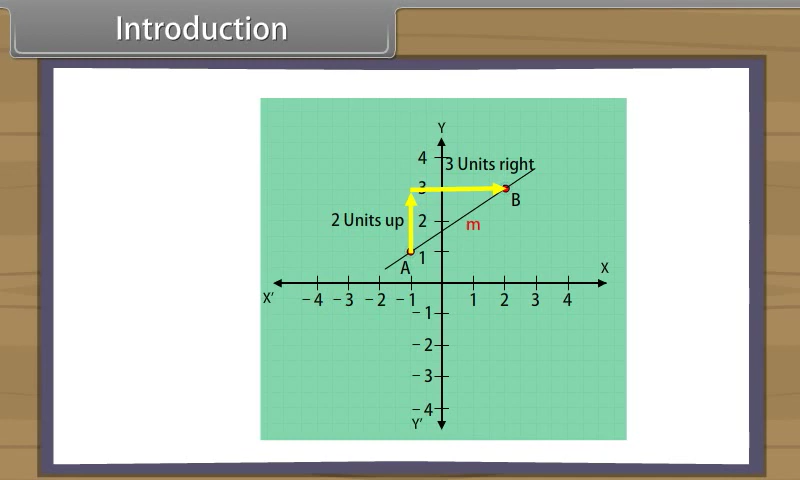 Introduction
Y
4
3 Units right
3
B
2 Units up
2
m
1
A
X
X'
−4 −3 −2 −1 1 2 3 4
−1
−2
−3
−4
Y'